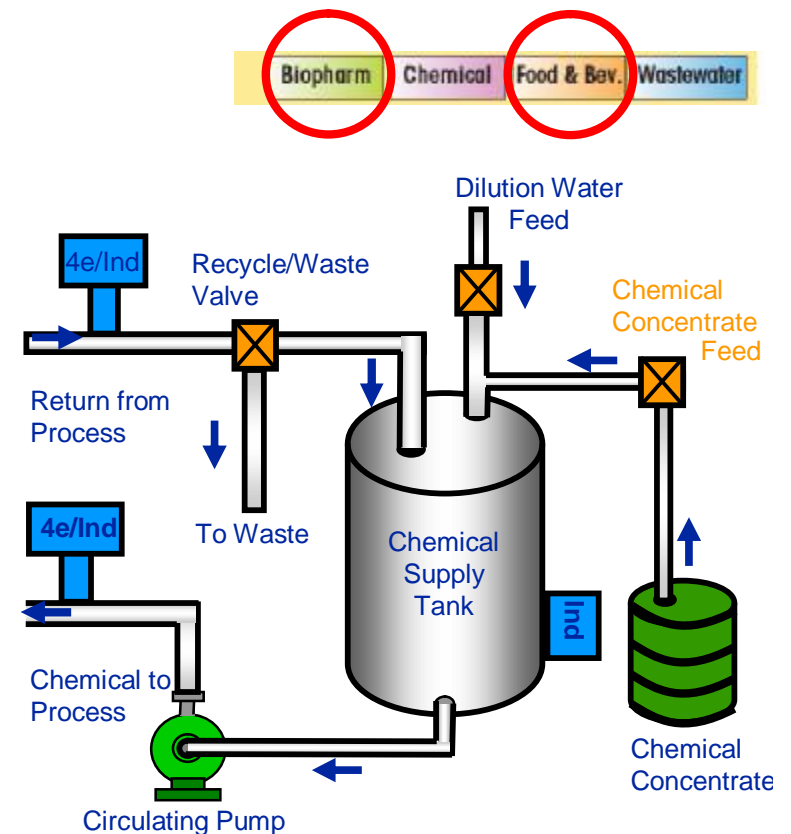 Biopharm Chemical Food & Bev. Wastewater
Dilution Water
Feed
4e/Ind
Recycle/Waste
Valve
Chemical
Concentrate
Feed
Return from
Process
To Waste
4e/Ind
Chemical
Supply
Tank
Ind
Chemical to
Process
Chemical
Concentrate
Circulating Pump